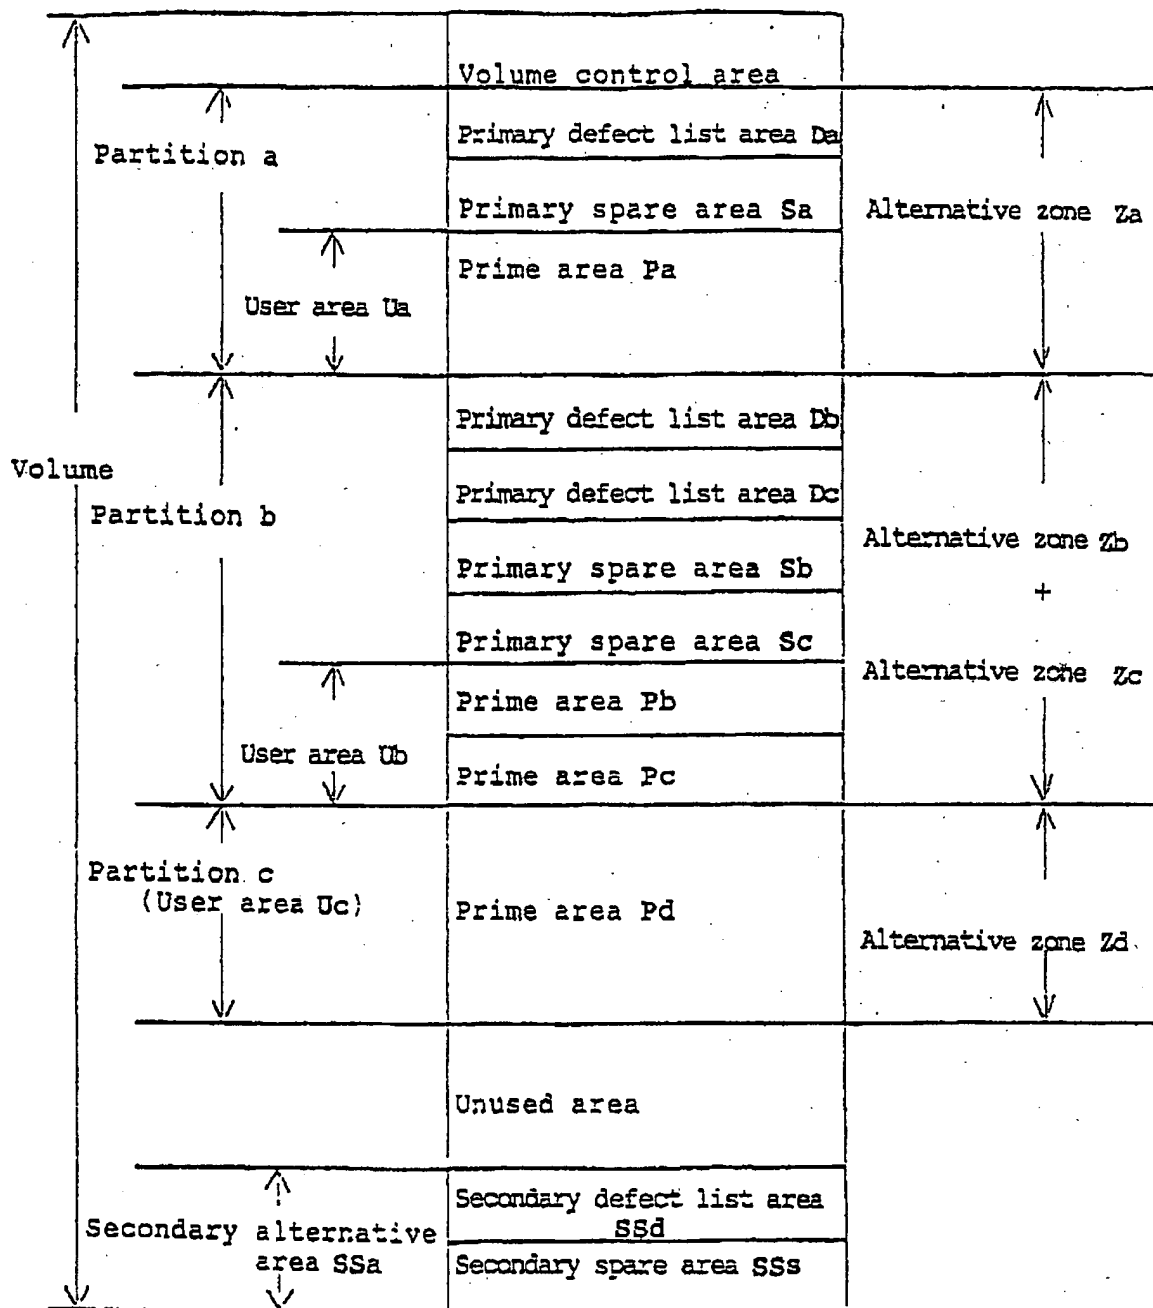 Volume control area
Primary defect list area Da
Partition a
Primary spare area Sa
Alternative zone Za
Prime area Pa
User area Ua
Primary defect list area Db
Volume
Primary defect list area Dc
Partition b
Alternative zone Zb
Primary spare area Sb
+
Primary spare area Sc
Alternative zone Zc
Prime area Pb
User area Ub
Prime area Pc
Partition c
(User area Uc)
Prime area Pd
Alternative zone Zd
Unused area
Secondary defect list area
SSd
Secondary alternative
area SSa
Secondary spare area SSs